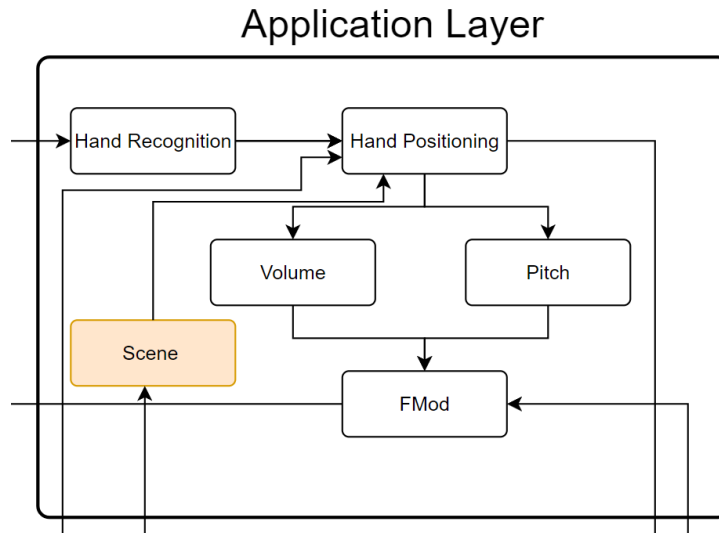 Application Layer
Hand Recognition
Hand Positioning
Volume
Pitch
Scene
FMod